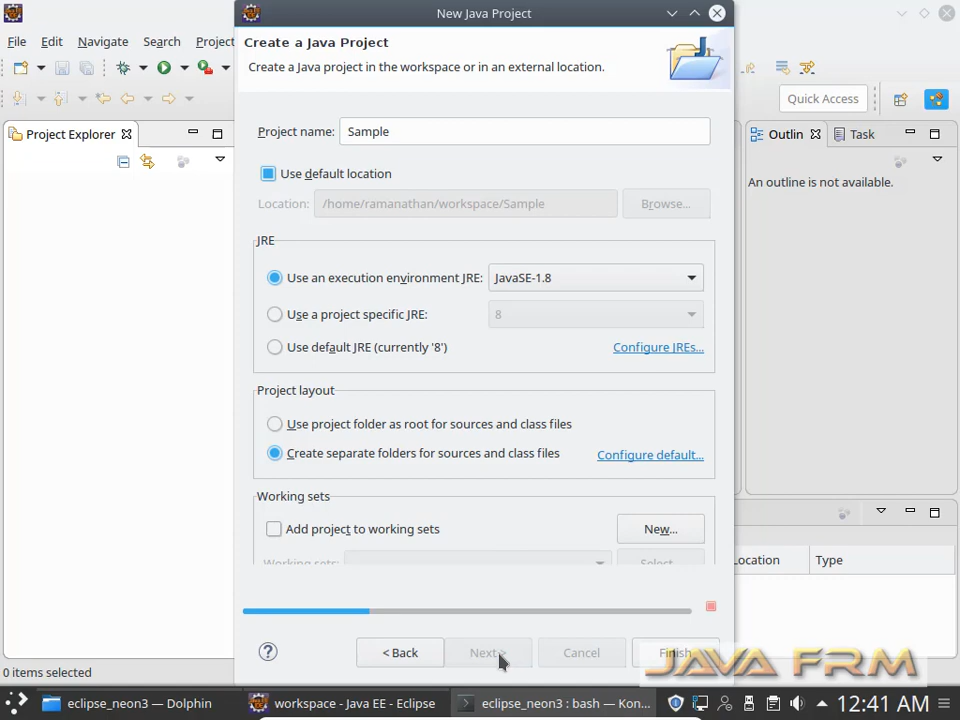 New Java Project
File Edit Navigate Search Project
Create a Java Project
Create a Java project in the workspace or in an external location.
Quick Access
Project Explorer
Outlin
Task
Project name: Sample
An outline is not available.
Use default location
Location: /home/ramanathan/workspace/Sample Browse...
JRE
Use an execution environment JRE: JavaSE-1.8
Use a project specific JRE: 8
Use default JRE (currently '8') Configure JREs...
Project layout
Use project folder as root for sources and class files
Create separate folders for sources and class files Configure default...
Working sets
Add project to working sets New...
Working sets: Select...
Location Type
? < Back Next > Cancel Finish
JAVA FRM
0 items selected
eclipse_neon3 — Dolphin workspace - Java EE - Eclipse eclipse_neon3 : bash — Kon... 12:41 AM